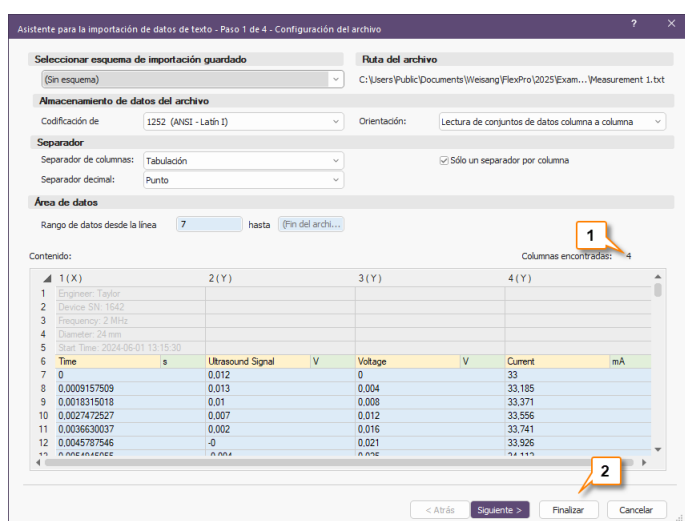 Asistente para la importación de datos de texto - Paso 1 de 4 - Configuración del archivo ? ×
Seleccionar esquema de importación guardado Ruta del archivo
(Sin esquema) C:\Users\Public\Documents\Weisang\FlexPro\2025\Exam...\Measurement 1.txt
Almacenamiento de datos del archivo
Codificación de 1252 (ANSI - Latín I) Orientación: Lectura de conjuntos de datos columna a columna
Separador
Separador de columnas: Tabulación Sólo un separador por columna
Separador decimal: Punto
Área de datos
Rango de datos desde la línea 7 hasta (Fin del archi...
1
Contenido: Columnas encontradas: 4
1 ( X ) 2 ( Y ) 3 ( Y ) 4 ( Y )
1 Engineer: Taylor
2 Device SN: 1642
3 Frequency: 2 MHz
4 Diameter: 24 mm
5 Start Time: 2024-06-01 13:15:30
6 Time s Ultrasound Signal V Voltage V Current mA
7 0 0,012 0 33
8 0,0009157509 0,013 0,004 33,185
9 0,0018315018 0,01 0,008 33,371
10 0,0027472527 0,007 0,012 33,556
11 0,0036630037 0,002 0,016 33,741
12 0,0045787546 -0 0,021 33,926
13 0,0054945055 -0,004 0,025 34,112
2
< Atrás Siguiente > Finalizar Cancelar